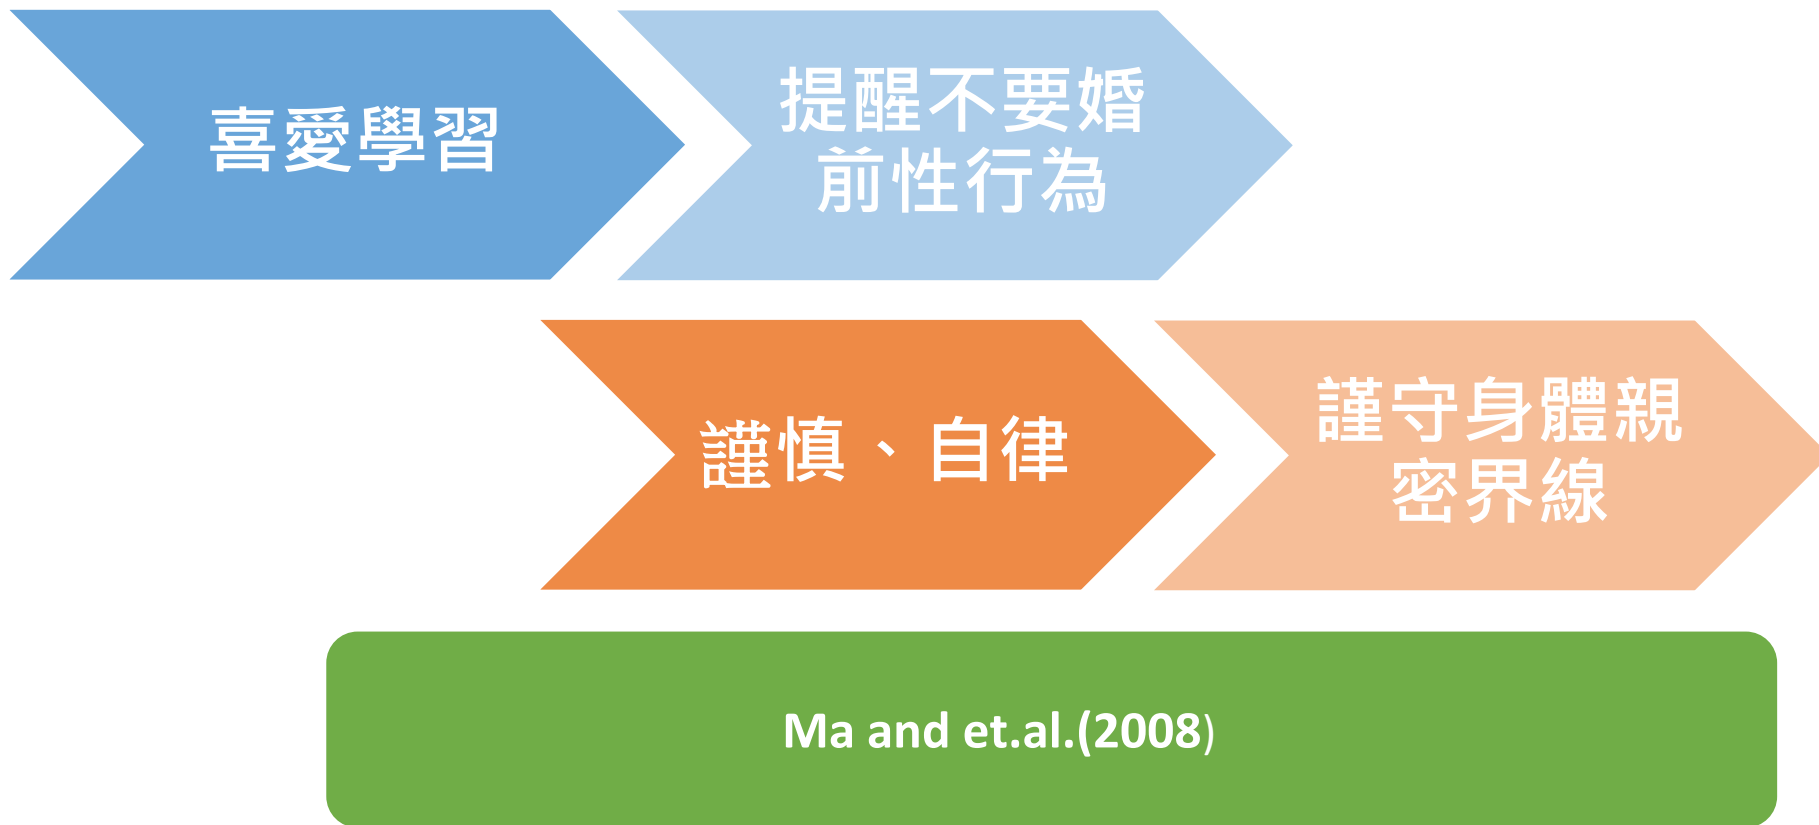 喜愛學習
提醒不要婚
前性行為
謹慎、自律
謹守身體親
密界線
Ma and et.al.(2008)